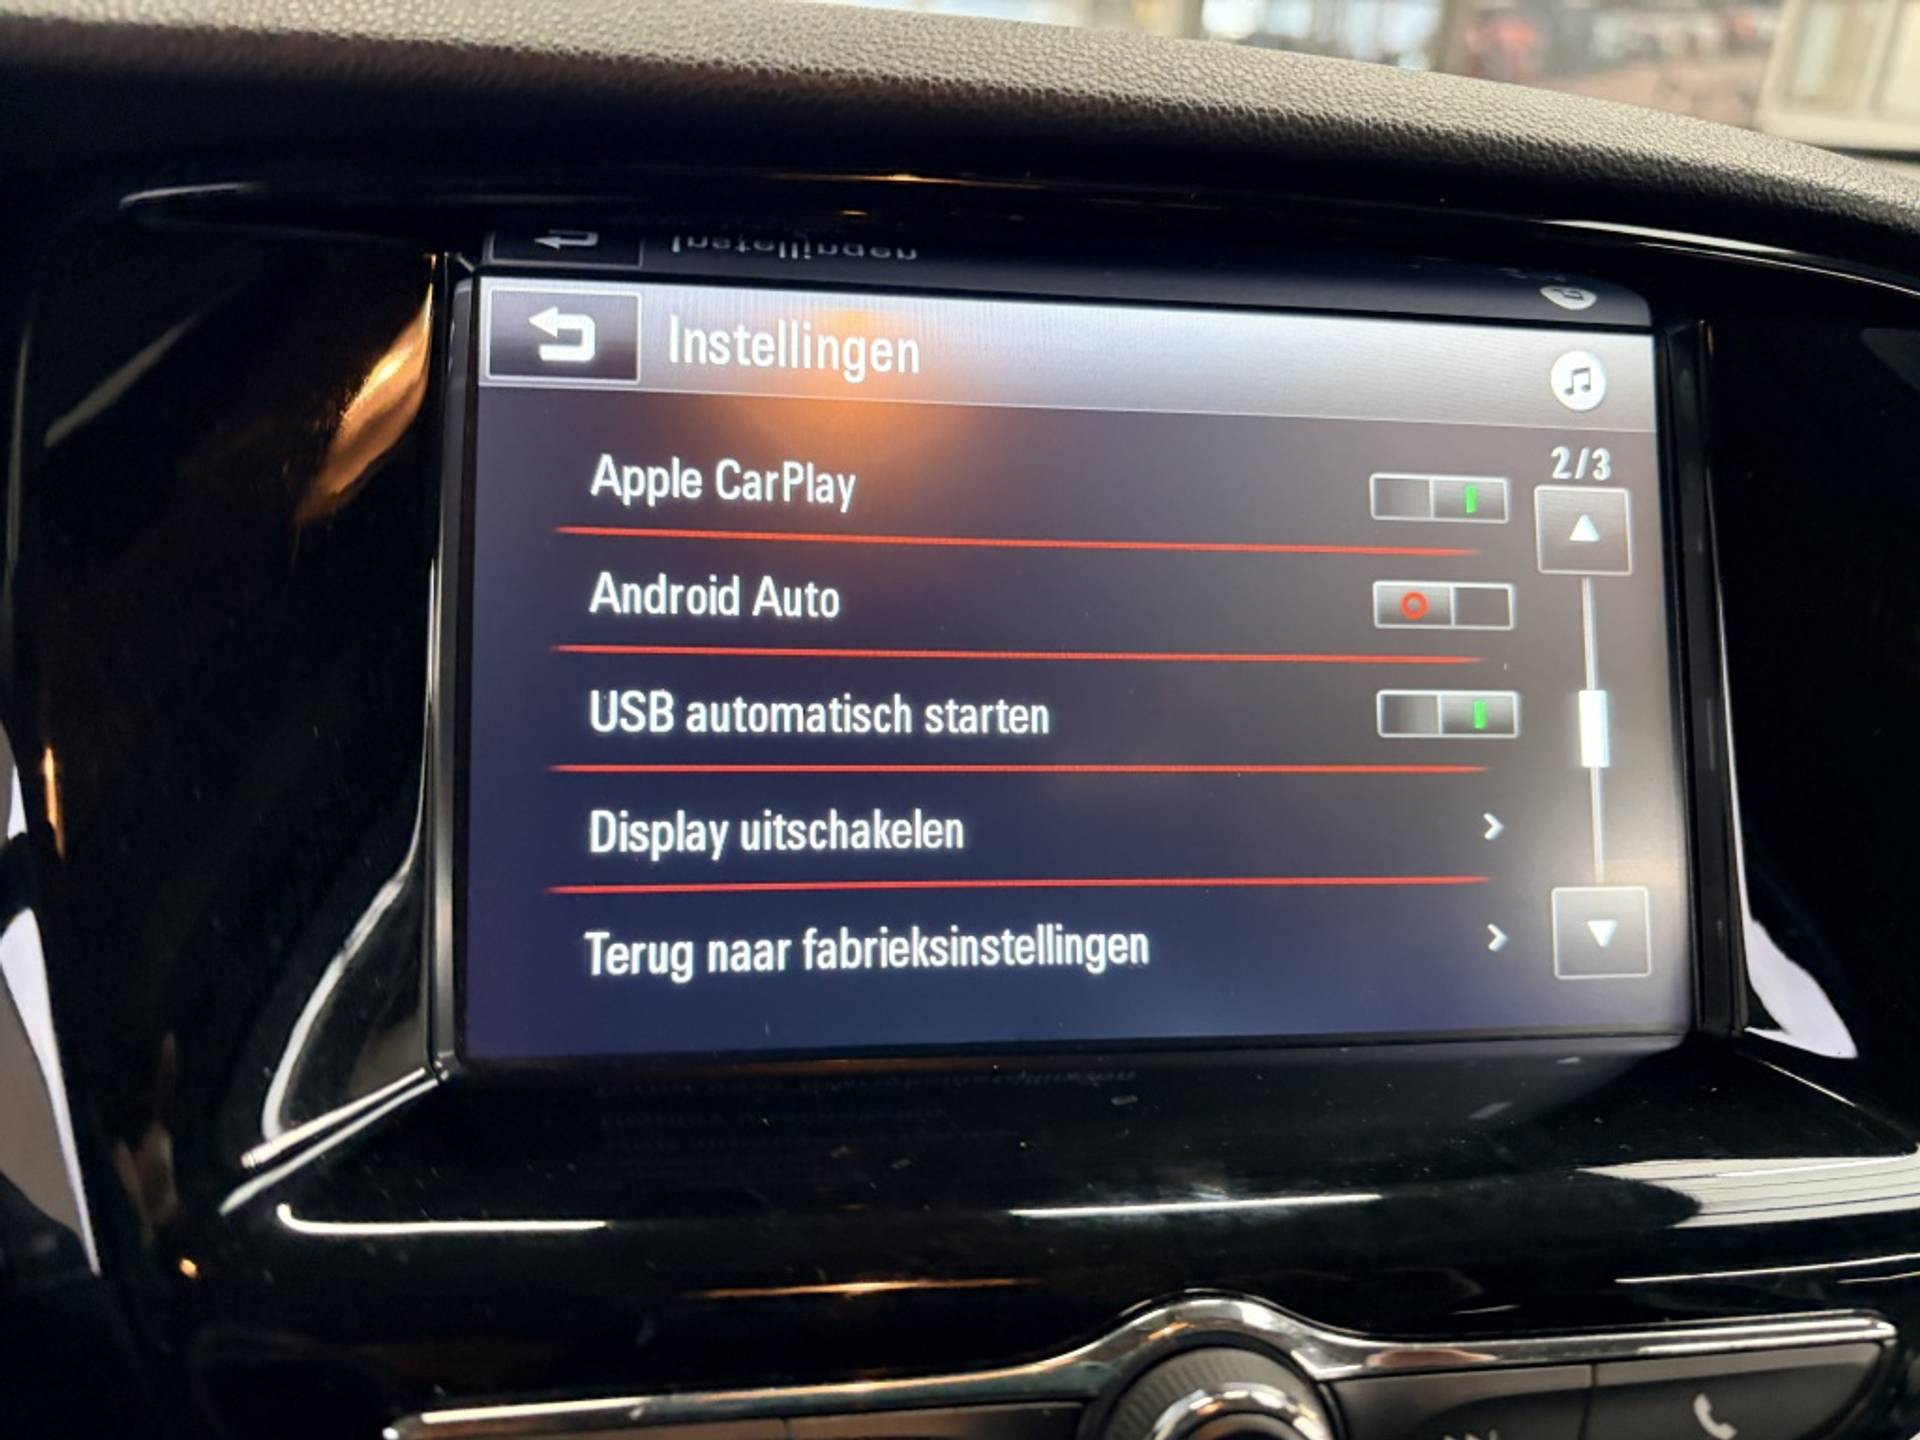 Instellingen
2/3
Apple CarPlay
Android Auto
USB automatisch starten
Display uitschakelen
Terug naar fabrieksinstellingen